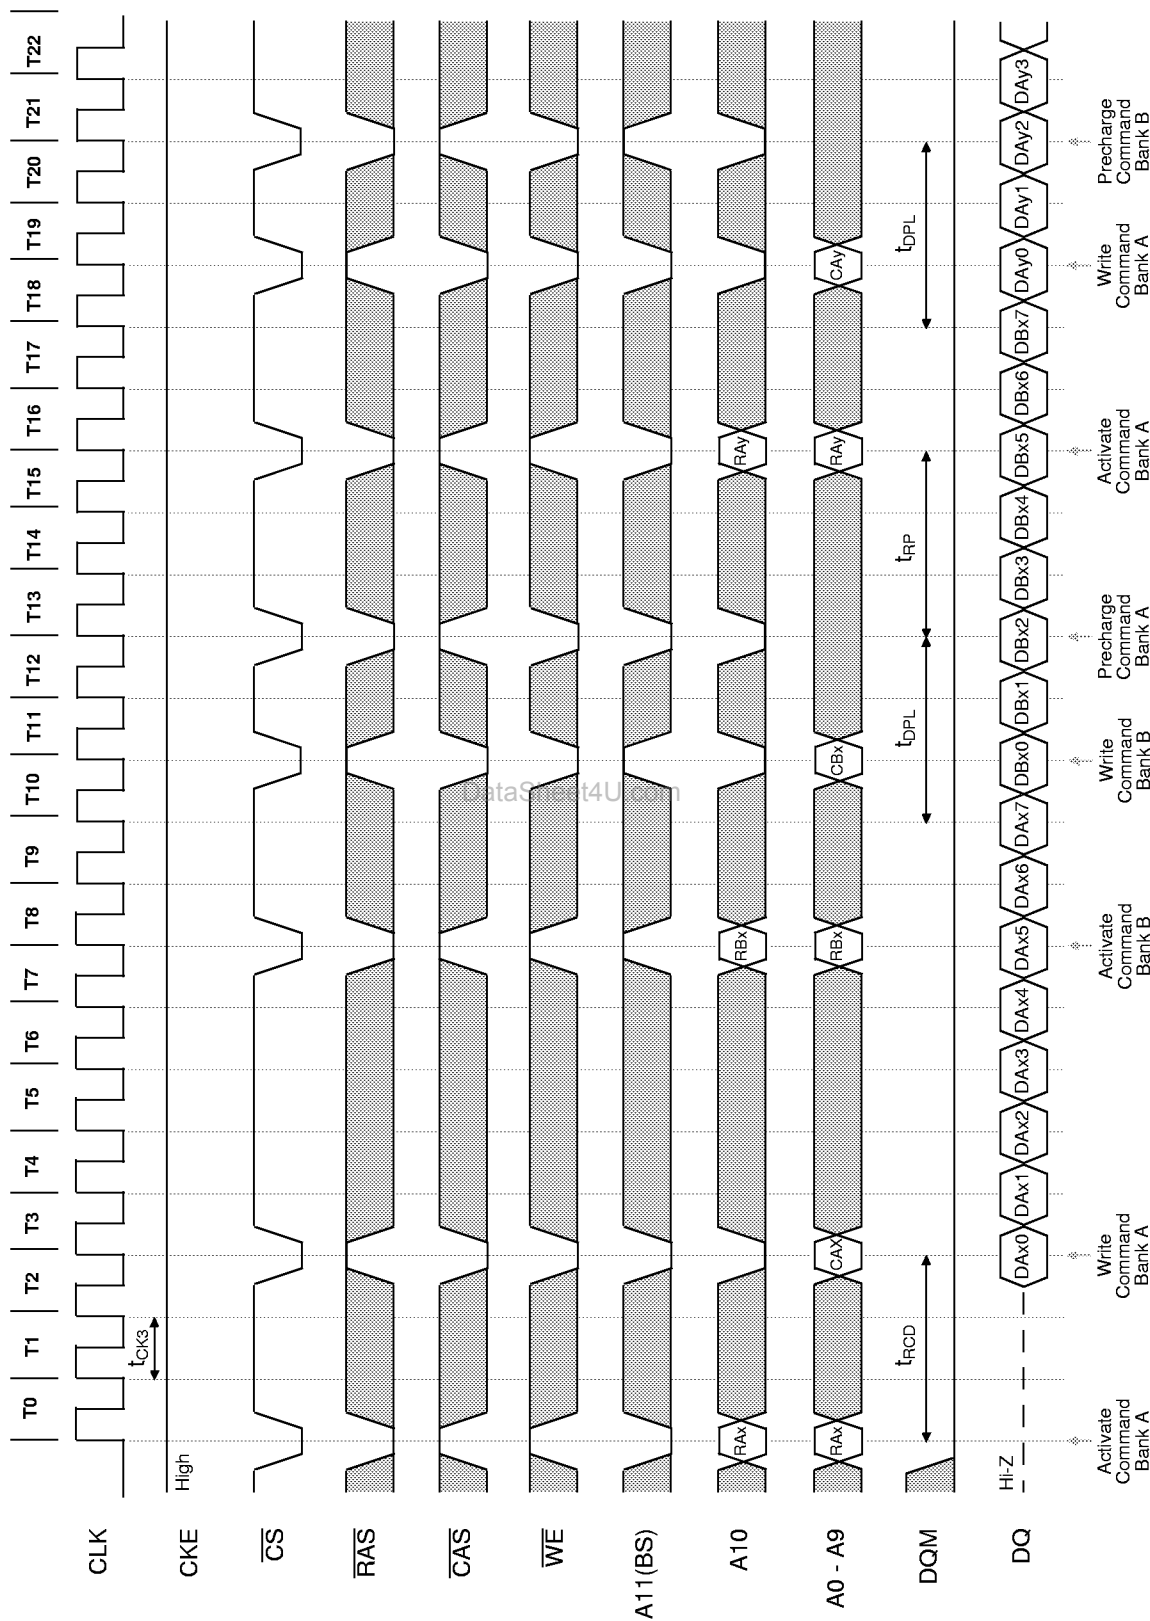 T0 T1 T2 T3 T4 T5 T6 T7 T8 T9 T10 T11 T12 T13 T14 T15 T16 T17 T18 T19 T20 T21 T22
CLK
tCK3
CKE
High
CS
RAS
CAS
WE
DataSheet4U.com
A11(BS)
A10
RAx RBx RAy
A0 - A9
RAx CAX RBx CBx RAy CAy
DQM
tRCD tDPL tRP tDPL
DQ
Hi-Z
DAx0 DAx1 DAx2 DAx3 DAx4 DAx5 DAx6 DAx7 DBx0 DBx1 DBx2 DBx3 DBx4 DBx5 DBx6 DBx7 DAy0 DAy1 DAy2 DAy3
Activate
Command
Bank A
Write
Command
Bank A
Activate
Command
Bank B
Write
Command
Bank B
Precharge
Command
Bank A
Activate
Command
Bank A
Write
Command
Bank A
Precharge
Command
Bank B